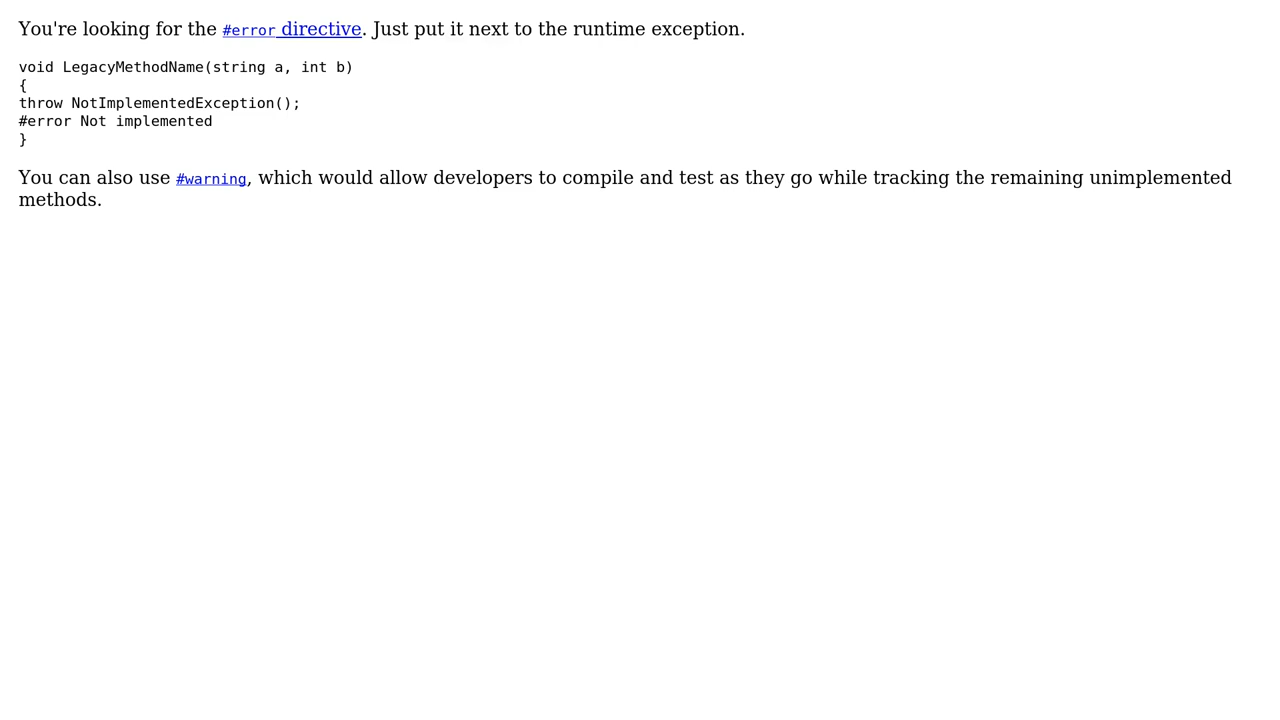 You're looking for the #error directive. Just put it next to the runtime exception.
void LegacyMethodName(string a, int b)
{
throw NotImplementedException();
#error Not implemented
}
You can also use #warning, which would allow developers to compile and test as they go while tracking the remaining unimplemented
methods.